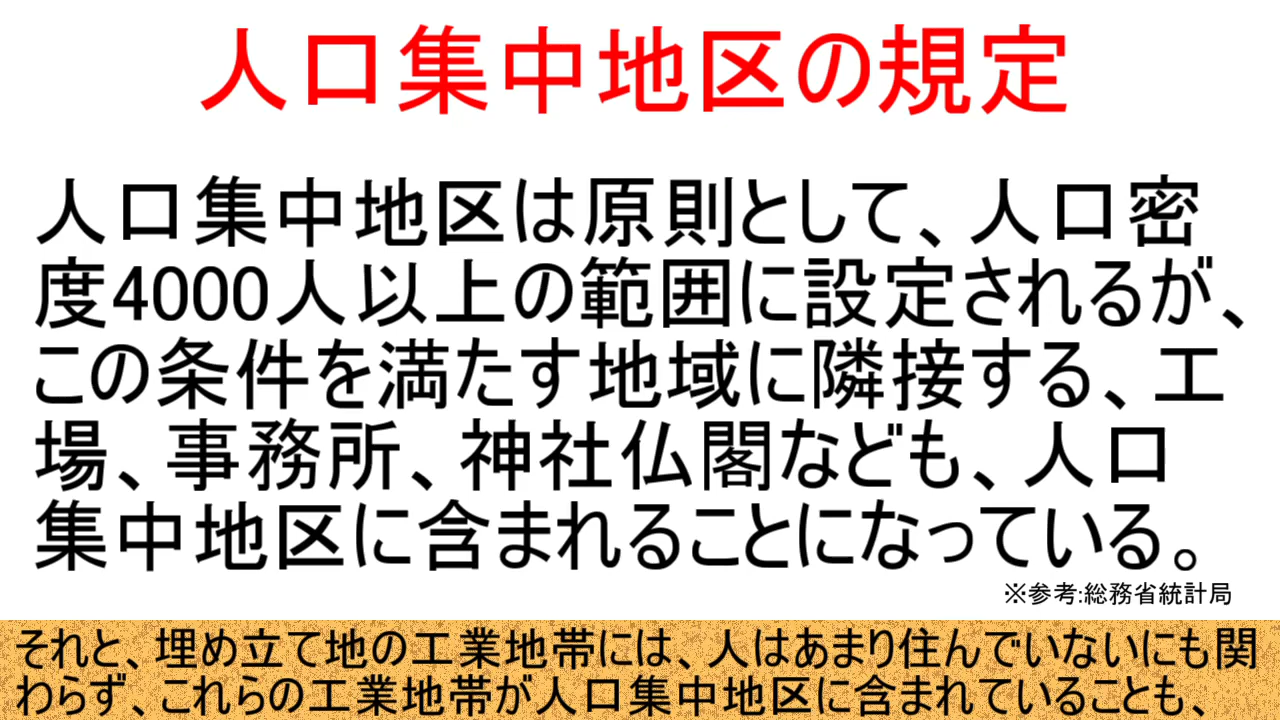 人口集中地区の規定
人口集中地区は原則として、人口密
度4000人以上の範囲に設定されるが、
この条件を満たす地域に隣接する、工
場、事務所、神社仏閣なども、人口
集中地区に含まれることになっている。
※参考:総務省統計局
それと、埋め立て地の工業地帯には、人はあまり住んでいないにも関
わらず、これらの工業地帯が人口集中地区に含まれていることも、